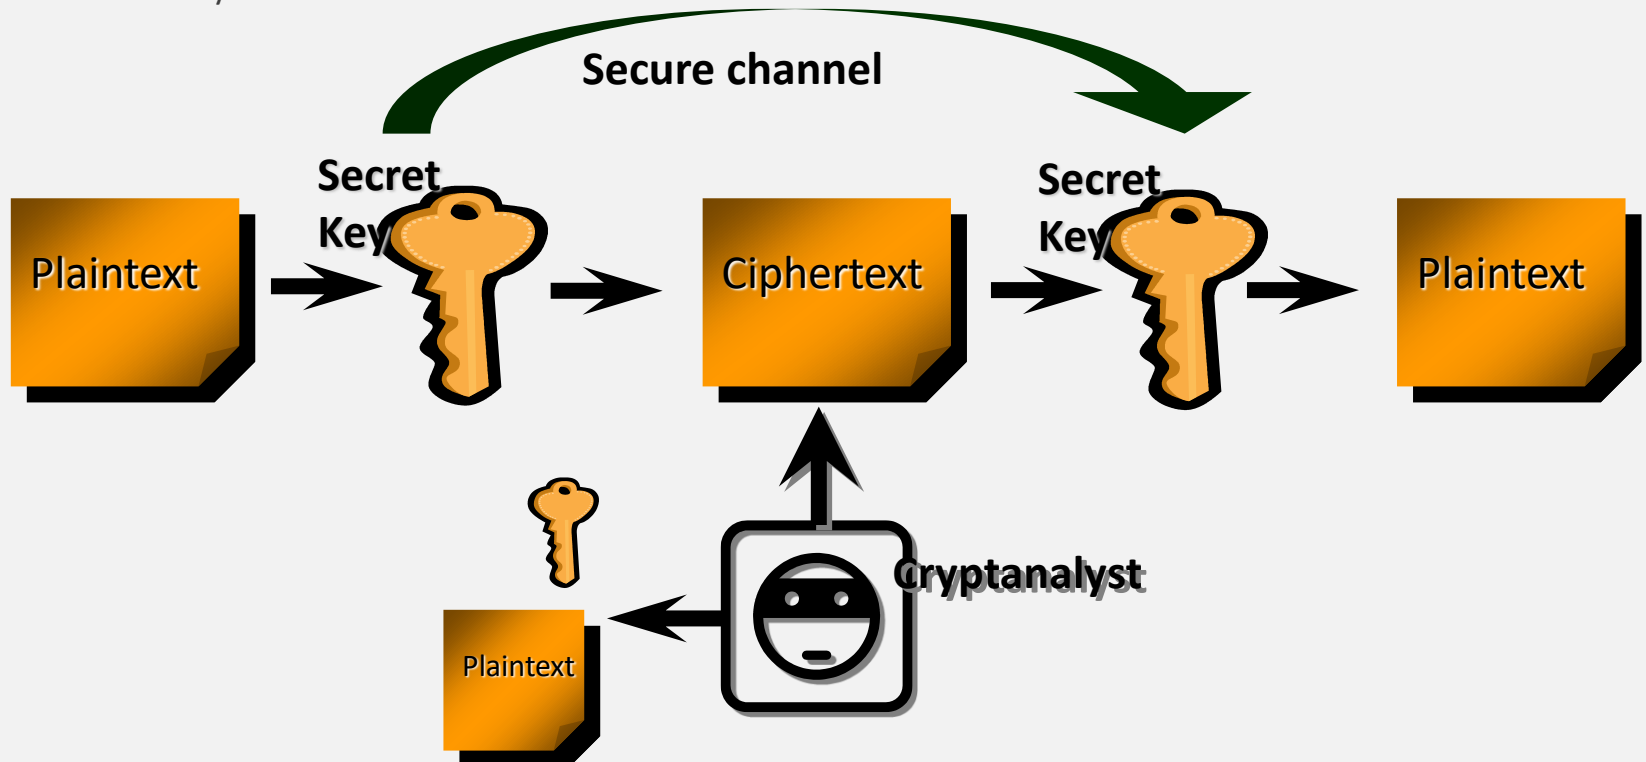 Secure channel
Secret
Key
Secret
Key
Plaintext
Ciphertext
Plaintext
Cryptanalyst
Plaintext